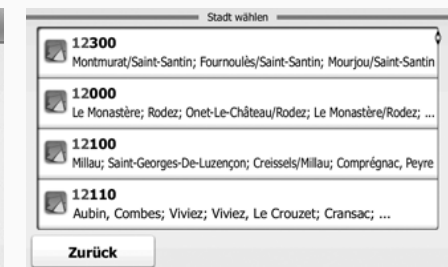 Stadt wählen
12300
Montmurat/Saint-Santin; Fournoulès/Saint-Santin; Mourjou/Saint-Santin
12000
Le Monastère; Rodez; Onet-Le-Château/Rodez; Le Monastère/Rodez; ...
12100
Millau; Saint-Georges-De-Luzençon; Creissels/Millau; Comprégnac, Peyre
12110
Aubin, Combes; Viviez; Viviez, Le Crouzet; Cransac; ...
Zurück